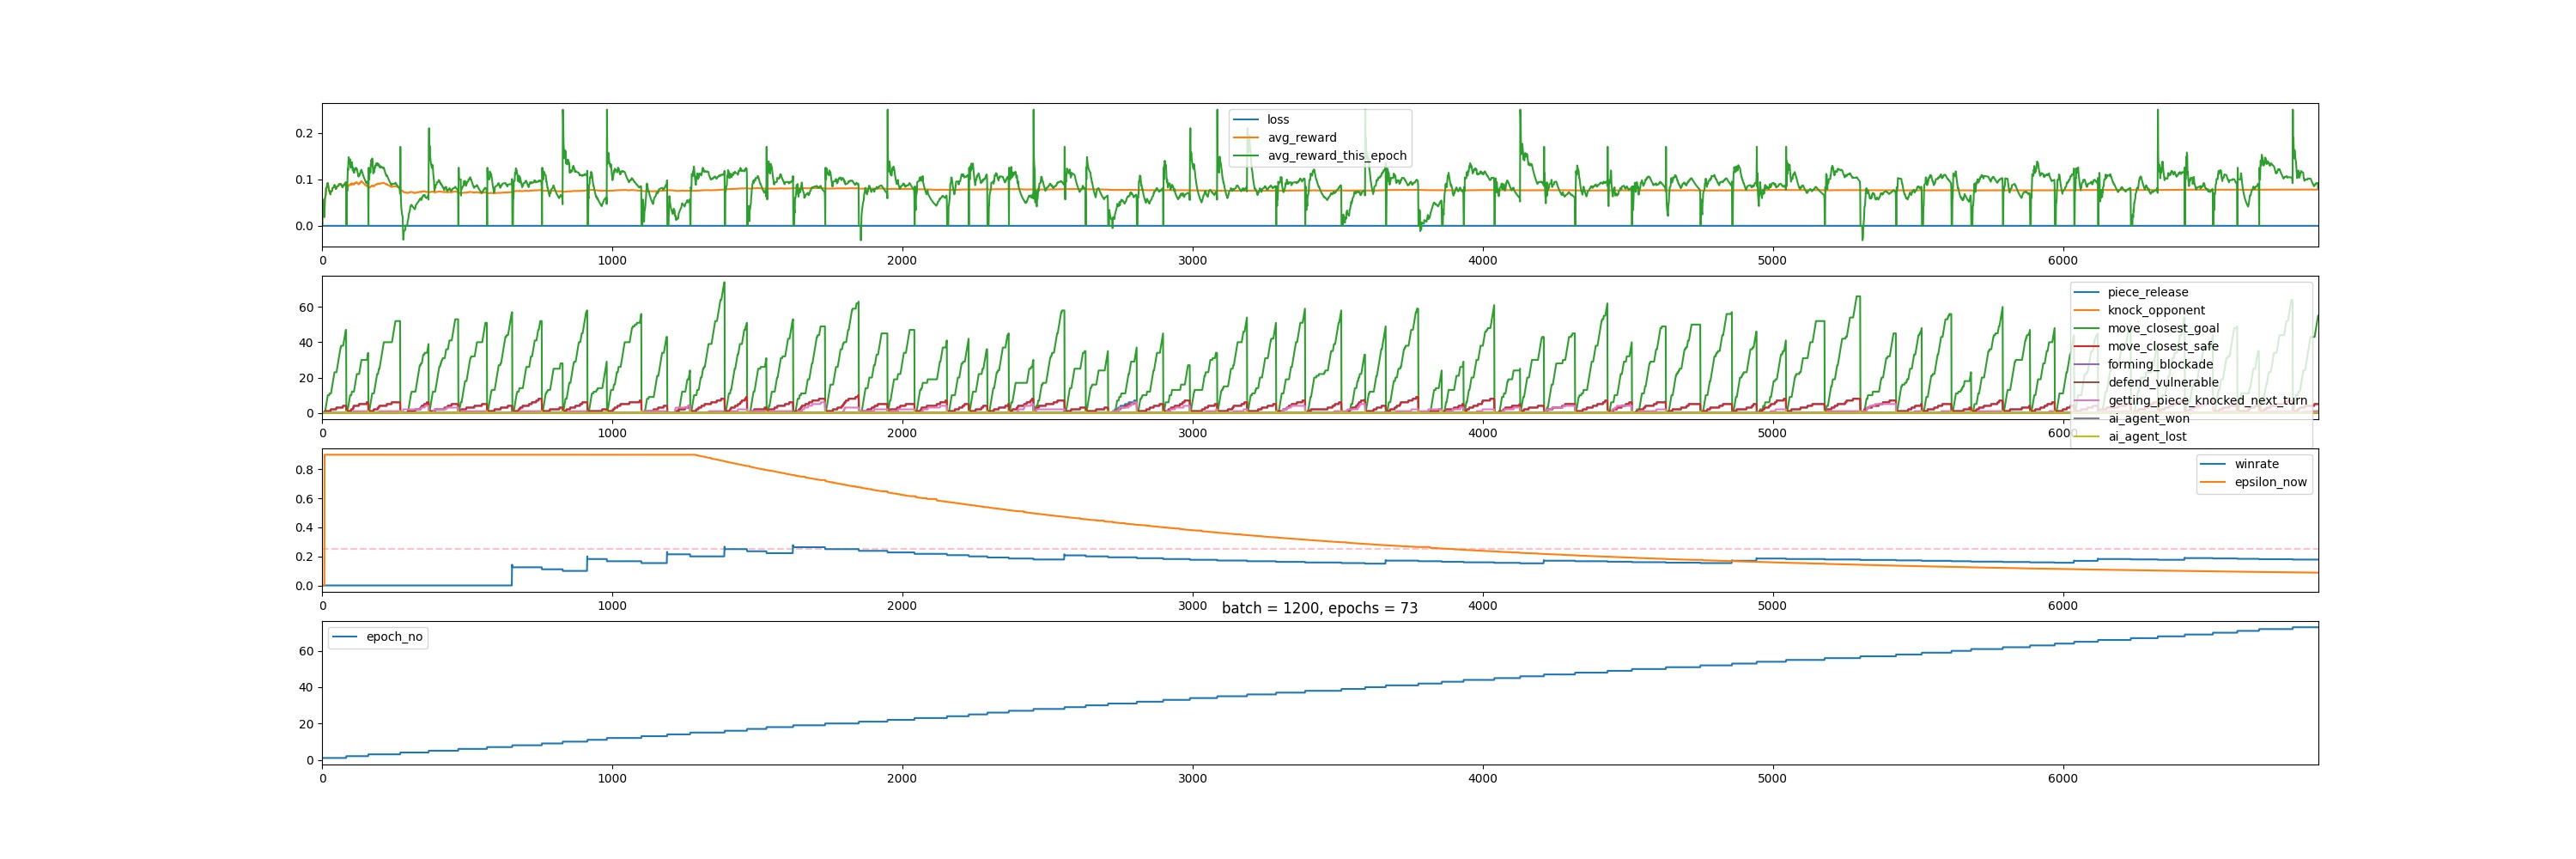 0.2
0.1
0.0
loss
avg_reward
avg_reward_this_epoch
0 1000 2000 3000 4000 5000 6000
60
40
20
0
piece_release
knock_opponent
move_closest_goal
move_closest_safe
forming_blockade
defend_vulnerable
getting_piece_knocked_next_turn
ai_agent_won
ai_agent_lost
0 1000 2000 3000 4000 5000 6000
0.8
0.6
0.4
0.2
0.0
winrate
epsilon_now
0 1000 2000 3000 4000 5000 6000
batch = 1200, epochs = 73
epoch_no
60
40
20
0
0 1000 2000 3000 4000 5000 6000